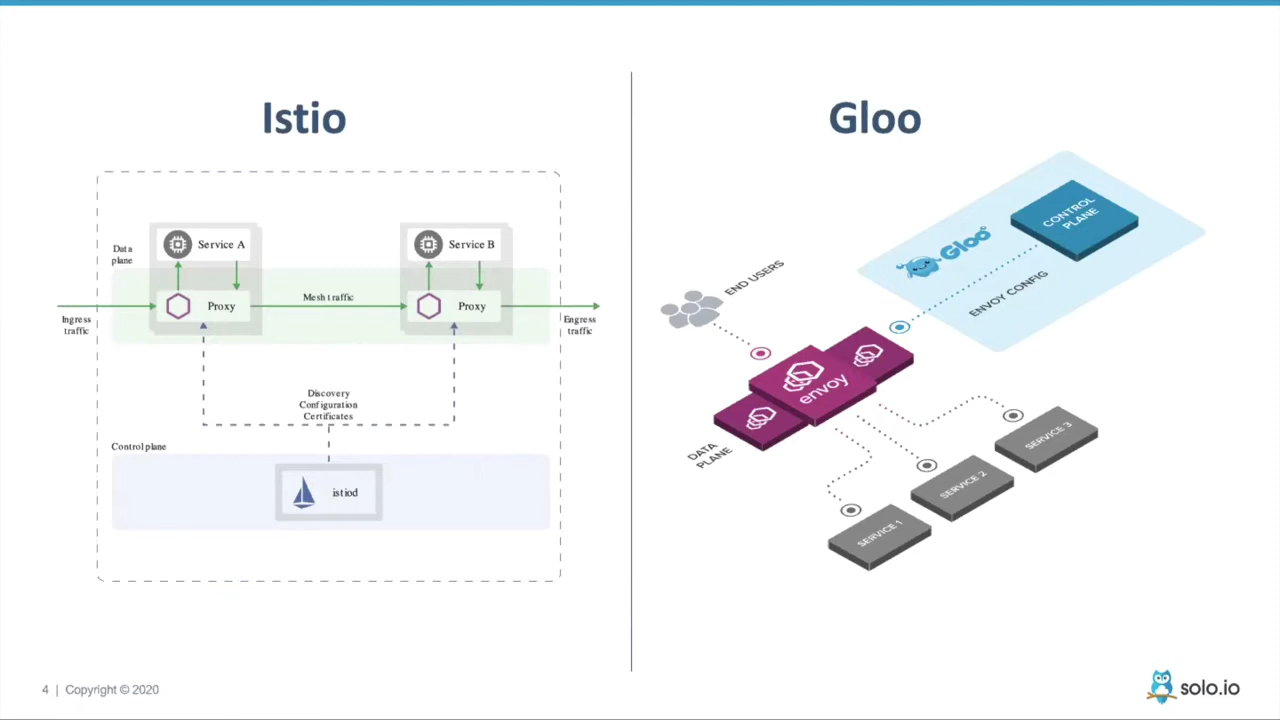 Istio
Data
plane
Service A
Service B
Proxy
Mesh traffic
Proxy
Ingress
traffic
Engress
traffic
Discovery
Configuration
Certificates
Control plane
istiod
Gloo
CONTROL
PLANE
Gloo
END USERS
ENVOY CONFIG
envoy
DATA
PLANE
SERVICE 3
SERVICE 2
SERVICE 1
4 | Copyright © 2020
solo.io